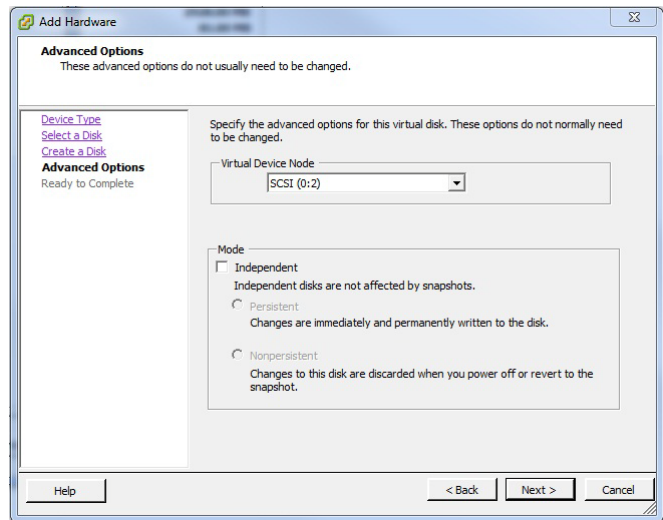 Add Hardware
Advanced Options
These advanced options do not usually need to be changed.
Device Type
Select a Disk
Create a Disk
Advanced Options
Ready to Complete
Specify the advanced options for this virtual disk. These options do not normally need
to be changed.
Virtual Device Node
SCSI (0:2)
Mode
Independent
Independent disks are not affected by snapshots.
Persistent
Changes are immediately and permanently written to the disk.
Nonpersistent
Changes to this disk are discarded when you power off or revert to the
snapshot.
Help
< Back
Next >
Cancel